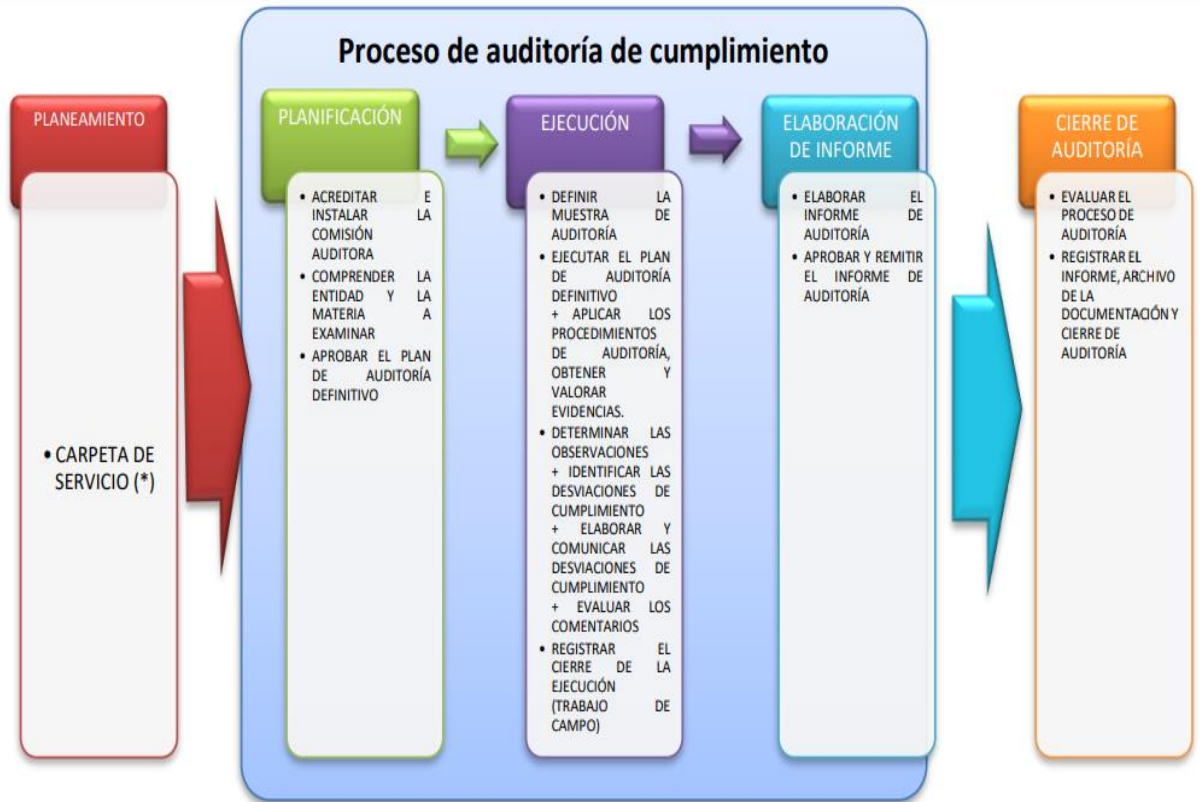 Proceso de auditoría de cumplimiento
PLANEAMIENTO
• CARPETA DE
SERVICIO (*)
PLANIFICACIÓN
• ACREDITAR E
INSTALAR LA
COMISIÓN
AUDITORA
• COMPRENDER LA
ENTIDAD Y LA
MATERIA A
EXAMINAR
• APROBAR EL PLAN
DE AUDITORÍA
DEFINITIVO
EJECUCIÓN
• DEFINIR LA
MUESTRA DE
AUDITORÍA
• EJECUTAR EL PLAN
DE AUDITORÍA
DEFINITIVO
+ APLICAR LOS
PROCEDIMIENTOS
DE AUDITORÍA,
OBTENER Y
VALORAR
EVIDENCIAS.
• DETERMINAR LAS
OBSERVACIONES
+ IDENTIFICAR LAS
DESVIACIONES DE
CUMPLIMIENTO
+ ELABORAR Y
COMUNICAR LAS
DESVIACIONES DE
CUMPLIMIENTO
+ EVALUAR LOS
COMENTARIOS
• REGISTRAR EL
CIERRE DE LA
EJECUCIÓN
(TRABAJO DE
CAMPO)
ELABORACIÓN
DE INFORME
• ELABORAR EL
INFORME DE
AUDITORÍA
• APROBAR Y REMITIR
EL INFORME DE
AUDITORÍA
CIERRE DE
AUDITORÍA
• EVALUAR EL
PROCESO DE
AUDITORÍA
• REGISTRAR EL
INFORME, ARCHIVO
DE LA
DOCUMENTACIÓN Y
CIERRE DE
AUDITORÍA